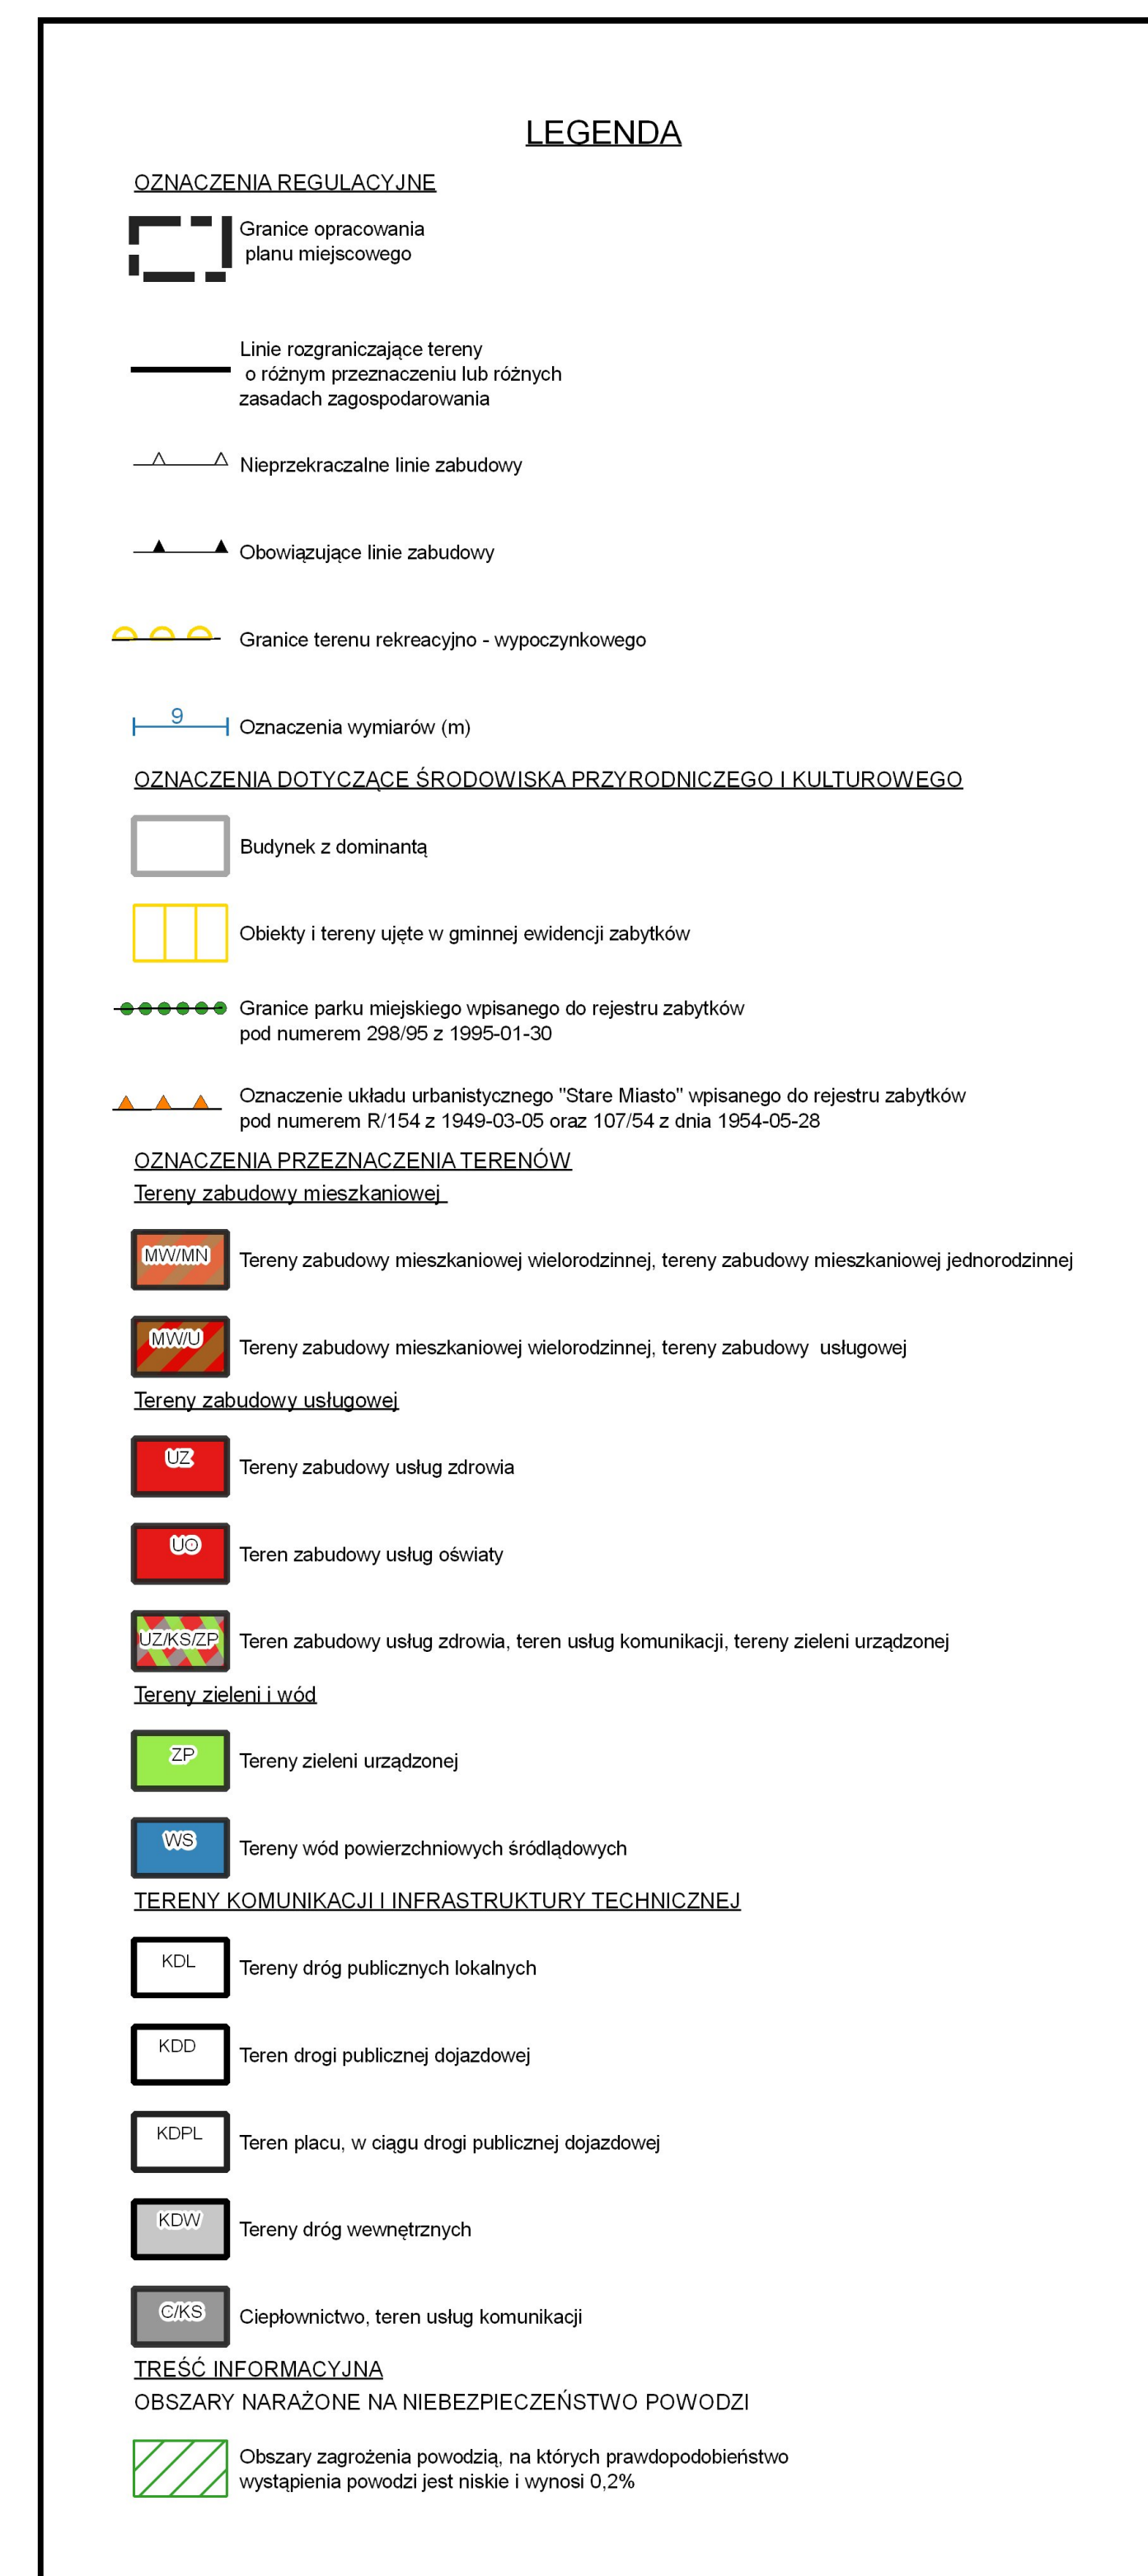 LEGENDA
OZNACZENIA REGULACYJNE
Granice opracowania
planu miejscowego
Linie rozgraniczające tereny
o różnym przeznaczeniu lub różnych
zasadach zagospodarowania
Nieprzekraczalne linie zabudowy
Obowiązujące linie zabudowy
Granice terenu rekreacyjno - wypoczynkowego
9
Oznaczenia wymiarów (m)
OZNACZENIA DOTYCZĄCE ŚRODOWISKA PRZYRODNICZEGO I KULTUROWEGO
Budynek z dominantą
Obiekty i tereny ujęte w gminnej ewidencji zabytków
Granice parku miejskiego wpisanego do rejestru zabytków
pod numerem 298/95 z 1995-01-30
Oznaczenie układu urbanistycznego "Stare Miasto" wpisanego do rejestru zabytków
pod numerem R/154 z 1949-03-05 oraz 107/54 z dnia 1954-05-28
OZNACZENIA PRZEZNACZENIA TERENÓW
Tereny zabudowy mieszkaniowej
MW/MN
Tereny zabudowy mieszkaniowej wielorodzinnej, tereny zabudowy mieszkaniowej jednorodzinnej
MW/U
Tereny zabudowy mieszkaniowej wielorodzinnej, tereny zabudowy usługowej
Tereny zabudowy usługowej
UZ
Tereny zabudowy usług zdrowia
UO
Teren zabudowy usług oświaty
UZ/KS/ZP
Teren zabudowy usług zdrowia, teren usług komunikacji, tereny zieleni urządzonej
Tereny zieleni i wód
ZP
Tereny zieleni urządzonej
WS
Tereny wód powierzchniowych śródlądowych
TERENY KOMUNIKACJI I INFRASTRUKTURY TECHNICZNEJ
KDL
Tereny dróg publicznych lokalnych
KDD
Teren drogi publicznej dojazdowej
KDPL
Teren placu, w ciągu drogi publicznej dojazdowej
KDW
Tereny dróg wewnętrznych
C/KS
Ciepłownictwo, teren usług komunikacji
TREŚĆ INFORMACYJNA
OBSZARY NARAŻONE NA NIEBEZPIECZEŃSTWO POWODZI
Obszary zagrożenia powodzią, na których prawdopodobieństwo
wystąpienia powodzi jest niskie i wynosi 0,2%